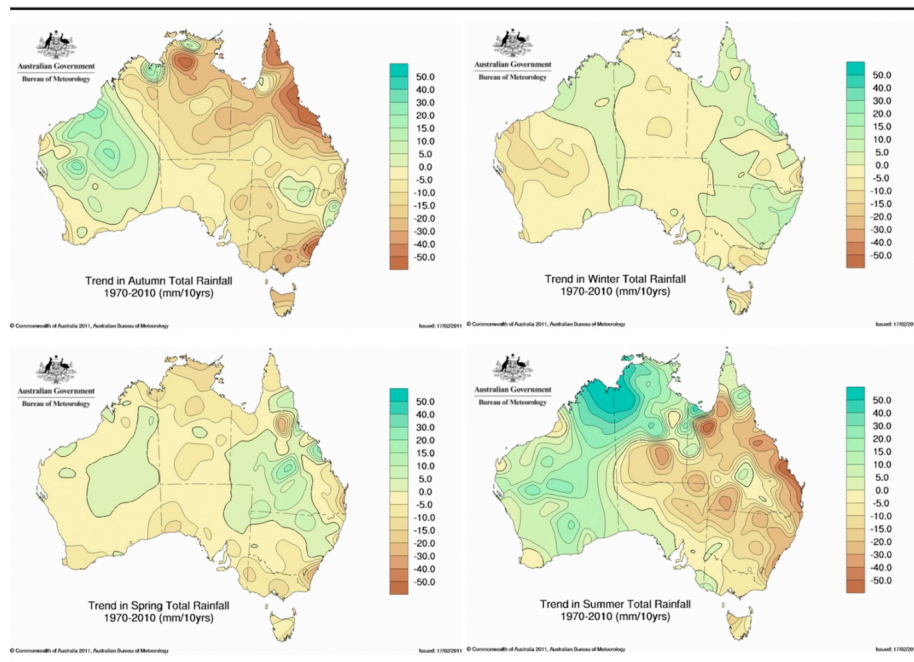 Australian Government
Bureau of Meteorology
50.0
40.0
30.0
20.0
15.0
10.0
5.0
0.0
-5.0
-10.0
-15.0
-20.0
-30.0
-40.0
-50.0
Trend in Autumn Total Rainfall
1970-2010 (mm/10yrs)
© Commonwealth of Australia 2011, Australian Bureau of Meteorology
Issued: 17/02/2011
Australian Government
Bureau of Meteorology
50.0
40.0
30.0
20.0
15.0
10.0
5.0
0.0
-5.0
-10.0
-15.0
-20.0
-30.0
-40.0
-50.0
Trend in Winter Total Rainfall
1970-2010 (mm/10yrs)
© Commonwealth of Australia 2011, Australian Bureau of Meteorology
Issued: 17/02/20
Australian Government
Bureau of Meteorology
50.0
40.0
30.0
20.0
15.0
10.0
5.0
0.0
-5.0
-10.0
-15.0
-20.0
-30.0
-40.0
-50.0
Trend in Spring Total Rainfall
1970-2010 (mm/10yrs)
© Commonwealth of Australia 2011, Australian Bureau of Meteorology
Issued: 17/02/2011
Australian Government
Bureau of Meteorology
50.0
40.0
30.0
20.0
15.0
10.0
5.0
0.0
-5.0
-10.0
-15.0
-20.0
-30.0
-40.0
-50.0
Trend in Summer Total Rainfall
1970-2010 (mm/10yrs)
© Commonwealth of Australia 2011, Australian Bureau of Meteorology
Issued: 17/02/20